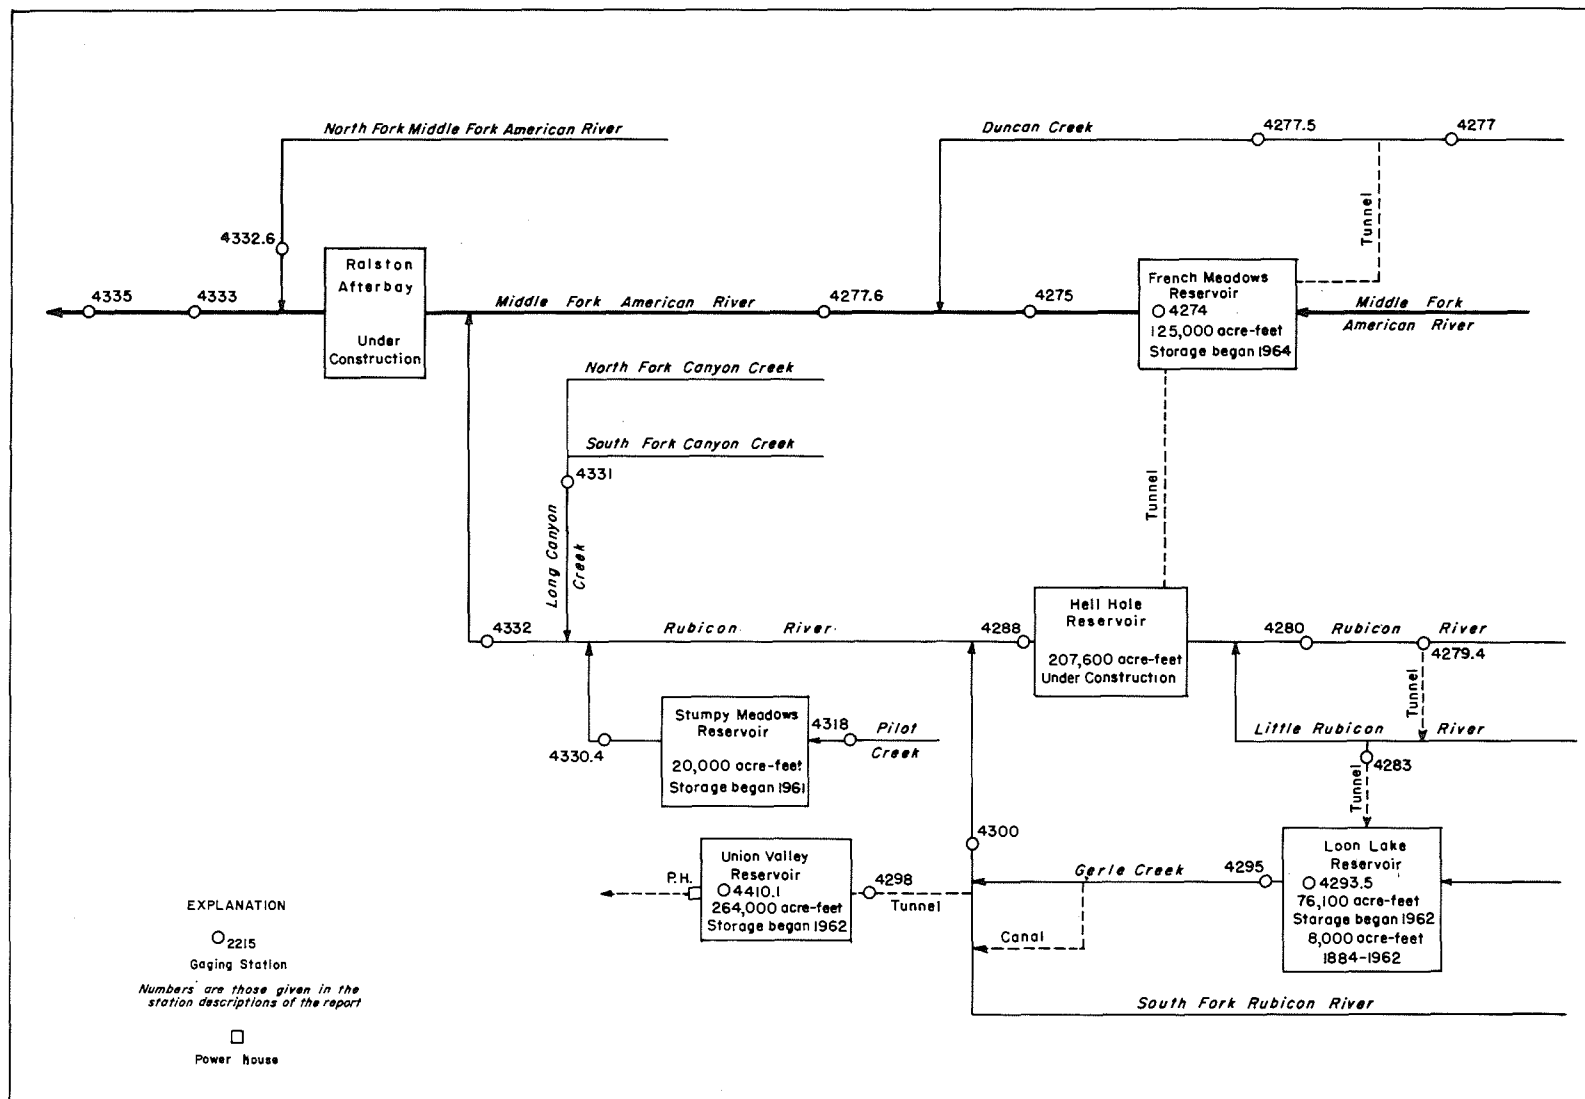 North Fork Middle Fork American River
Duncan Creek
4277.5
4277
Tunnel
4332.6
Ralston
Afterbay
Under
Construction
4335
4333
Middle Fork American River
4277.6
4275
French Meadows
Reservoir
4274
125,000 acre-feet
Storage began 1964
Middle Fork
American River
North Fork Canyon Creek
South Fork Canyon Creek
4331
Long Canyon
Creek
Tunnel
4332
Rubicon River
4288
Hell Hole
Reservoir
207,600 acre-feet
Under Construction
4280
Rubicon River
4279.4
Tunnel
Little Rubicon River
4283
Tunnel
Stumpy Meadows
Reservoir
20,000 acre-feet
Storage began 1961
4330.4
4318
Pilot
Creek
4300
P.H.
Union Valley
Reservoir
4410.1
264,000 acre-feet
Storage began 1962
4298
Tunnel
Gerle Creek
4295
Canal
Loon Lake
Reservoir
4293.5
76,100 acre-feet
Starage began 1962
8,000 acre-feet
1884-1962
South Fork Rubicon River
EXPLANATION
2215
Gaging Station
Numbers are those given in the
station descriptions of the report
Power house